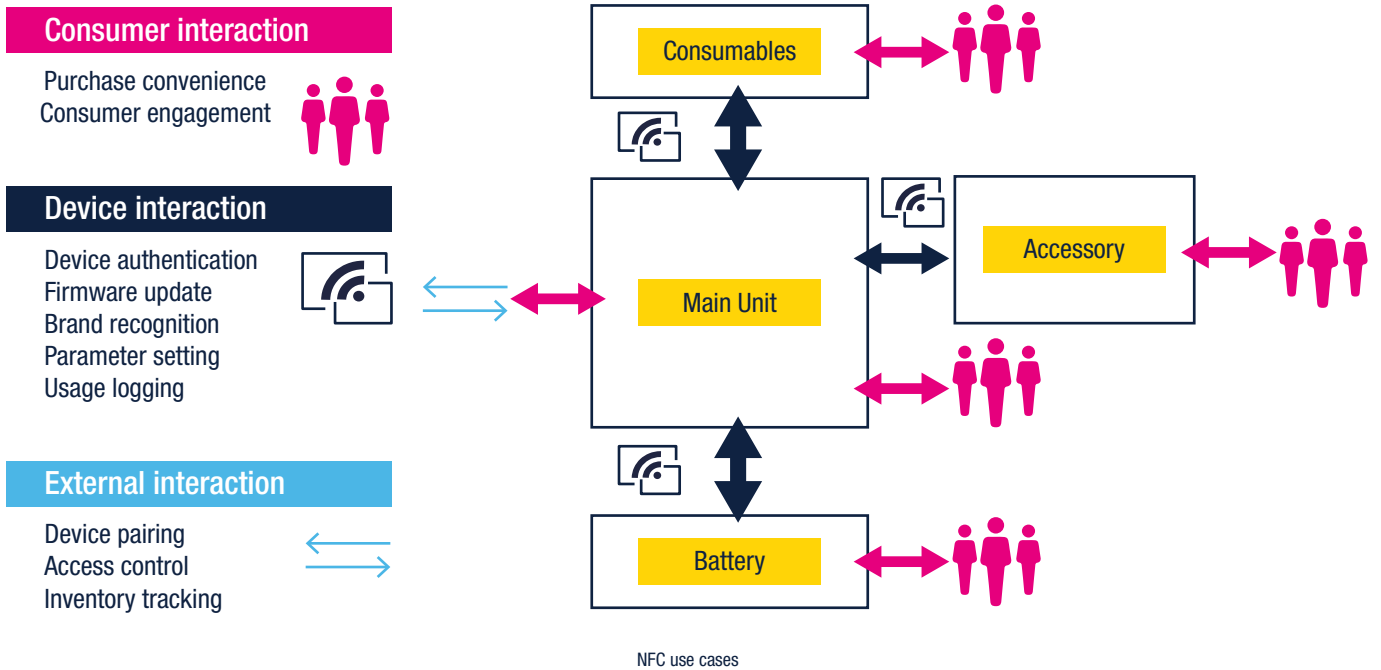 Consumer interaction
Purchase convenience
Consumer engagement
Device interaction
Device authentication
Firmware update
Brand recognition
Parameter setting
Usage logging
External interaction
Device pairing
Access control
Inventory tracking
Consumables
Main Unit
Accessory
Battery
NFC use cases